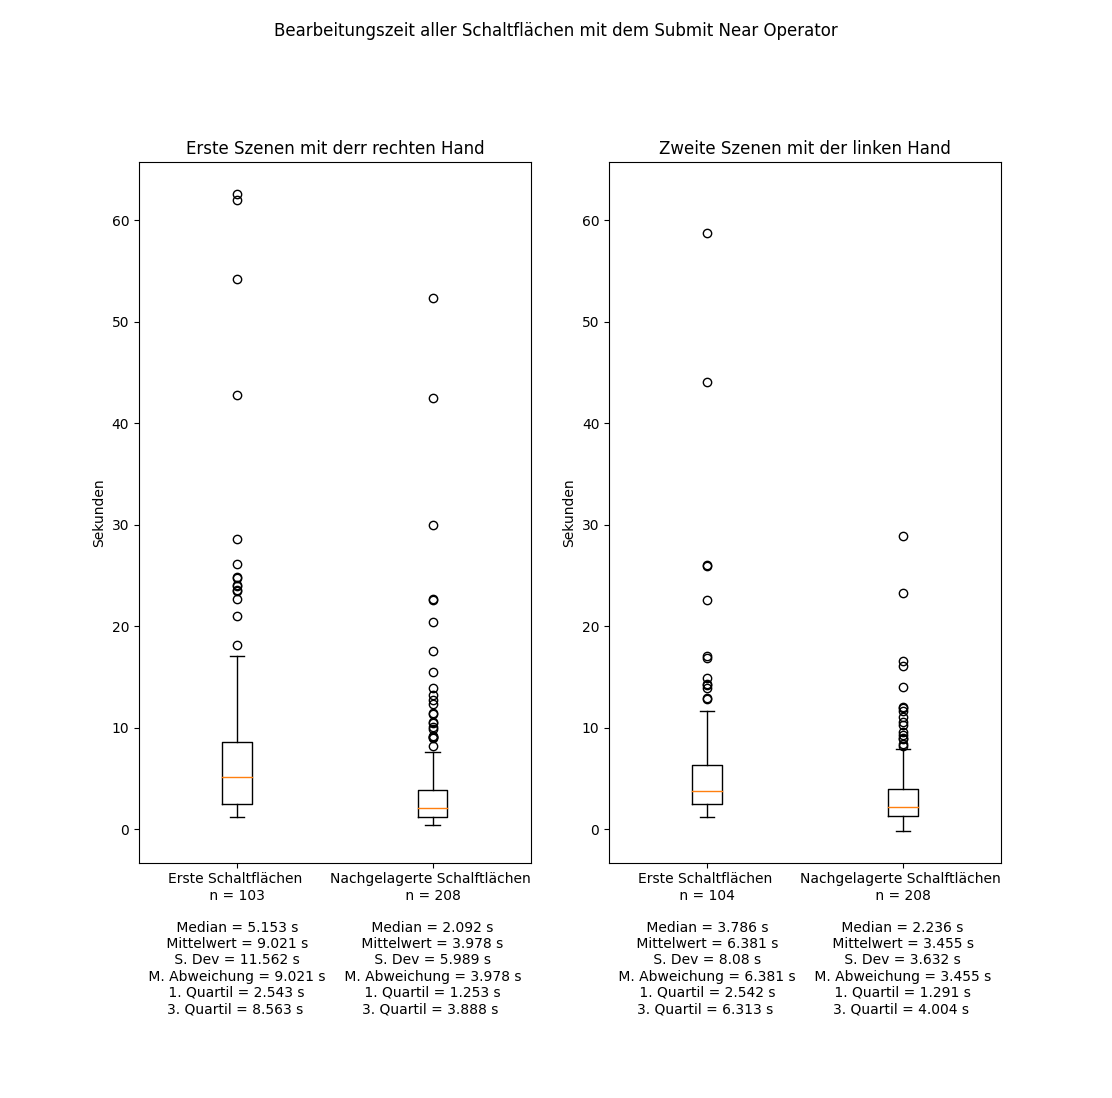 Bearbeitungszeit aller Schaltflächen mit dem Submit Near Operator
Erste Szenen mit derr rechten Hand
60
50
40
30
20
10
0
Sekunden
Erste Schaltflächen
n = 103
Median = 5.153 s
Mittelwert = 9.021 s
S. Dev = 11.562 s
M. Abweichung = 9.021 s
1. Quartil = 2.543 s
3. Quartil = 8.563 s
Nachgelagerte Schalftlächen
n = 208
Median = 2.092 s
Mittelwert = 3.978 s
S. Dev = 5.989 s
M. Abweichung = 3.978 s
1. Quartil = 1.253 s
3. Quartil = 3.888 s
Zweite Szenen mit der linken Hand
60
50
40
30
20
10
0
Sekunden
Erste Schaltflächen
n = 104
Median = 3.786 s
Mittelwert = 6.381 s
S. Dev = 8.08 s
M. Abweichung = 6.381 s
1. Quartil = 2.542 s
3. Quartil = 6.313 s
Nachgelagerte Schalftlächen
n = 208
Median = 2.236 s
Mittelwert = 3.455 s
S. Dev = 3.632 s
M. Abweichung = 3.455 s
1. Quartil = 1.291 s
3. Quartil = 4.004 s